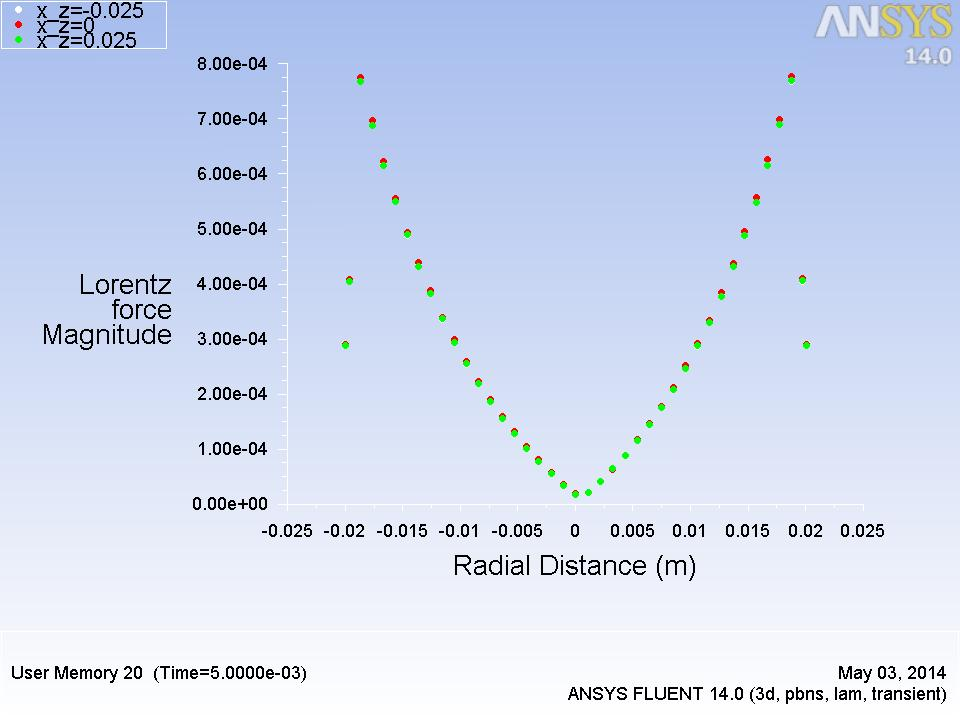 x_z=-0.025
x_z=0
x_z=0.025
ANSYS
14.0
8.00e-04
7.00e-04
6.00e-04
5.00e-04
4.00e-04
3.00e-04
2.00e-04
1.00e-04
0.00e+00
Lorentz
force
Magnitude
-0.025 -0.02 -0.015 -0.01 -0.005 0 0.005 0.01 0.015 0.02 0.025
Radial Distance (m)
User Memory 20 (Time=5.0000e-03)
May 03, 2014
ANSYS FLUENT 14.0 (3d, pbns, lam, transient)